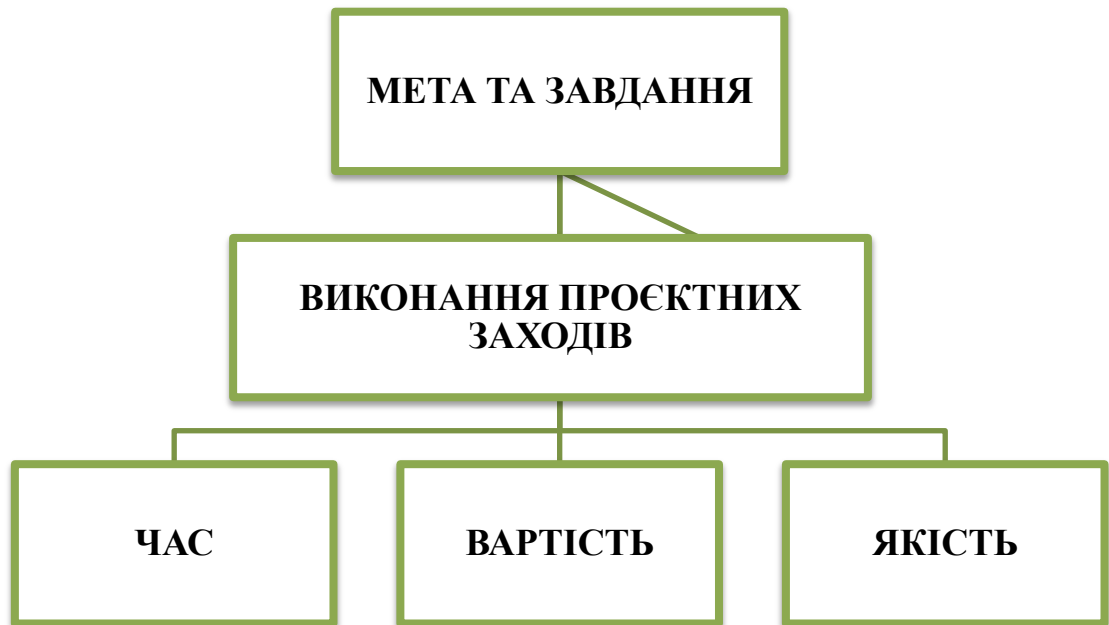 МЕТА ТА ЗАВДАННЯ
ВИКОНАННЯ ПРОЄКТНИХ
ЗАХОДІВ
ЧАС
ВАРТІСТЬ
ЯКІСТЬ